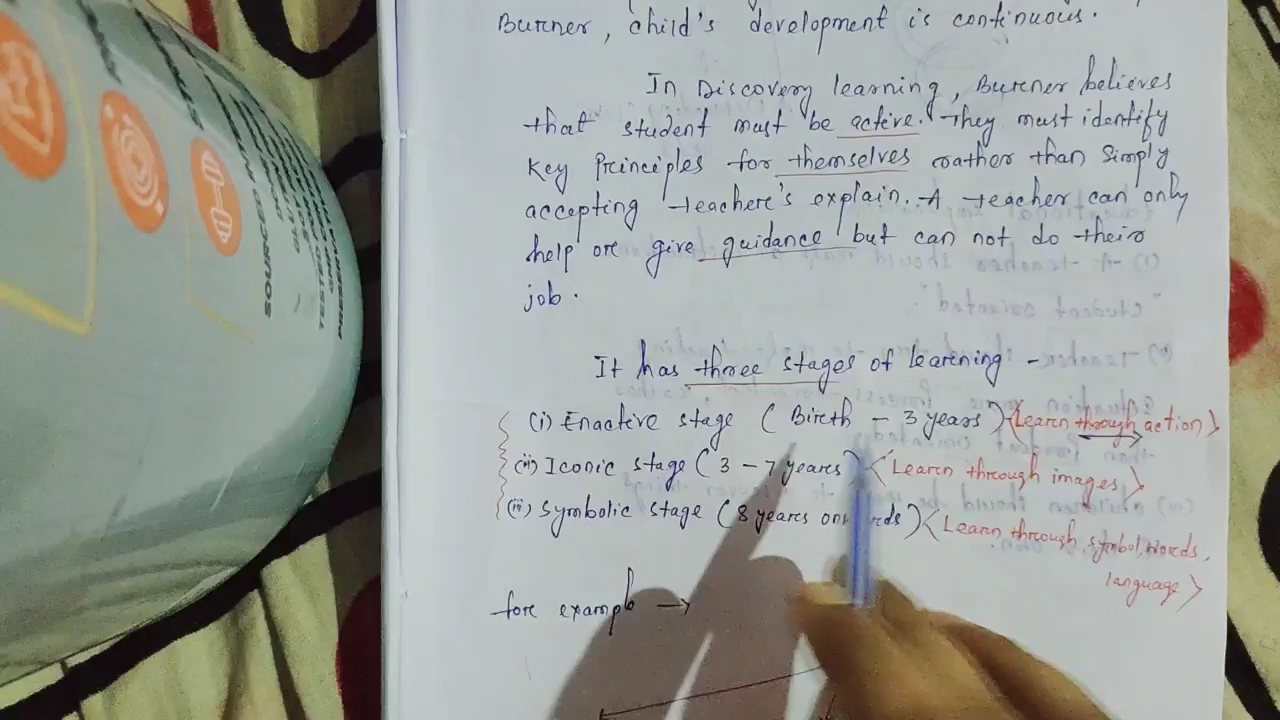 Burner, child's development is continuous.
In Discovery learning, Burner believes
that student must be active. They must identify
key Principles for themselves rather than Simply
accepting teacher's explain. A teacher can only
help or give guidance but can not do their
job.
It has three stages of learning -
(i) Enactive stage (Birth - 3 years) <Learn through action>
(ii) Iconic stage (3 - 7 years) <Learn through images>
(iii) Symbolic stage (8 years onwards) <Learn through symbol, words,
language>
for example →